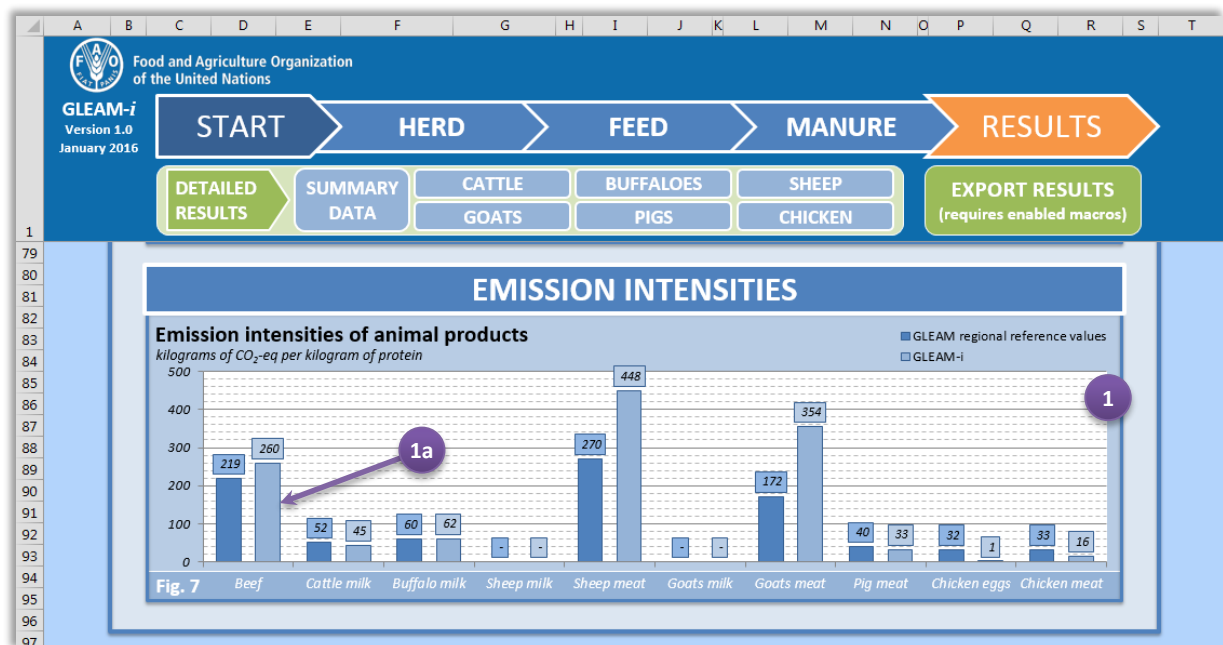 A B C D E F G H I J K L M N O P Q R S T
FAO
FIAT PANIS
Food and Agriculture Organization
of the United Nations
GLEAM-i
Version 1.0
January 2016
START HERD FEED MANURE RESULTS
DETAILED
RESULTS
SUMMARY
DATA
CATTLE BUFFALOES SHEEP
GOATS PIGS CHICKEN
EXPORT RESULTS
(requires enabled macros)
1
79
80
81
82
83
84
85
86
87
88
89
90
91
92
93
94
95
96
97
EMISSION INTENSITIES
Emission intensities of animal products
kilograms of CO₂-eq per kilogram of protein
GLEAM regional reference values
GLEAM-i
1
1a
500
400
300
200
100
0
219 260
52 45
60 62
- -
270 448
- -
172 354
40 33
32 1
33 16
Fig. 7 Beef Cattle milk Buffalo milk Sheep milk Sheep meat Goats milk Goats meat Pig meat Chicken eggs Chicken meat